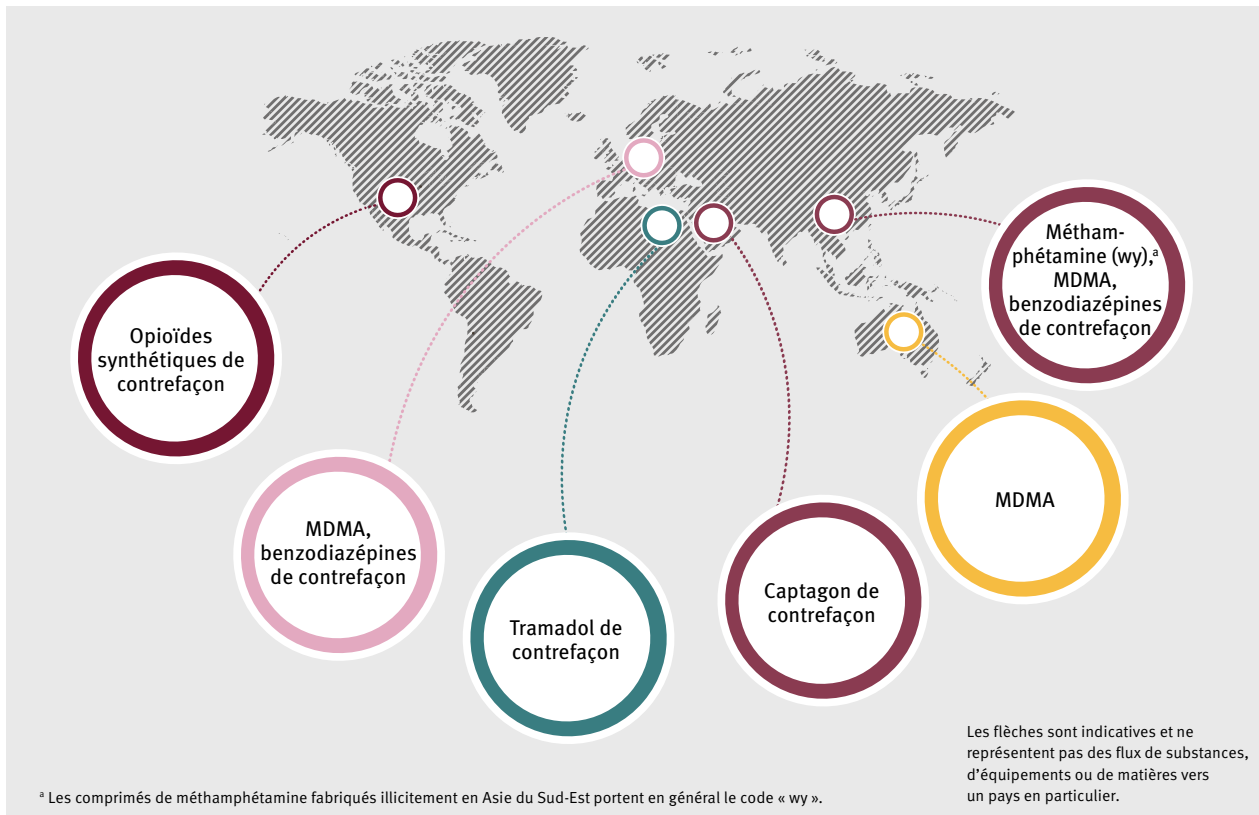 Opioïdes
synthétiques de
contrefaçon
MDMA,
benzodiazépines
de contrefaçon
Tramadol de
contrefaçon
Captagon de
contrefaçon
MDMA
Métham-
phétamine (wy),ᵃ
MDMA,
benzodiazépines
de contrefaçon
Les flèches sont indicatives et ne
représentent pas des flux de substances,
d’équipements ou de matières vers
un pays en particulier.
ᵃ Les comprimés de méthamphétamine fabriqués illicitement en Asie du Sud-Est portent en général le code « wy ».